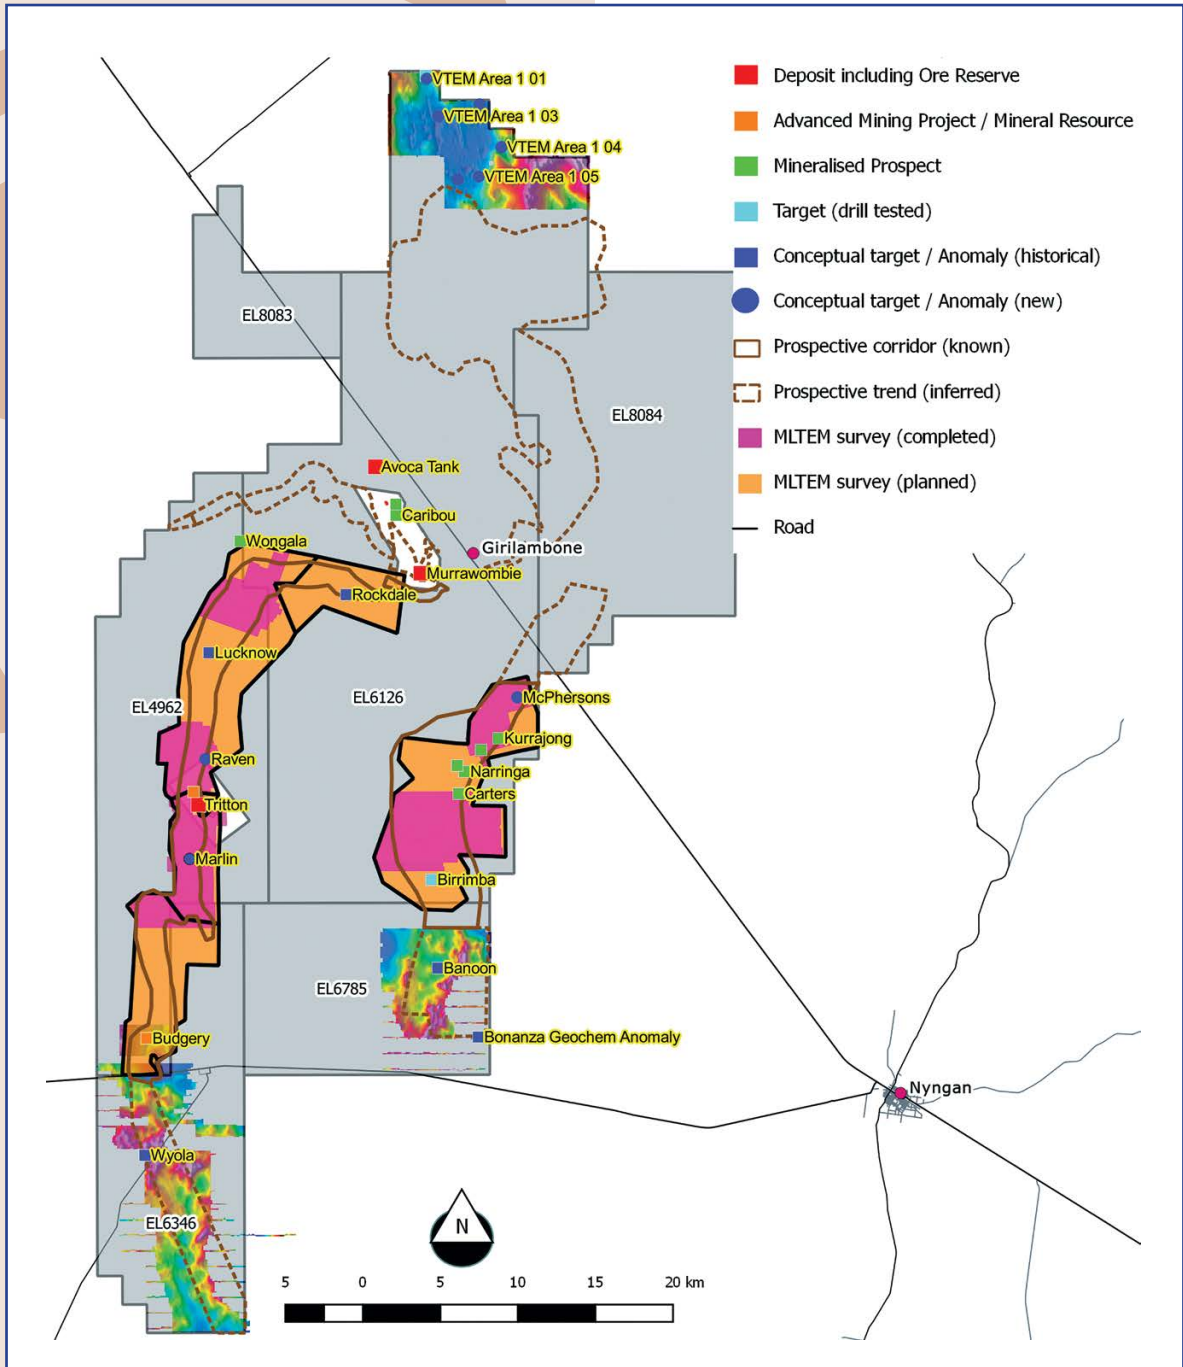 VTEM Area 1 01
VTEM Area 1 03
VTEM Area 1 04
VTEM Area 1 05
Deposit including Ore Reserve
Advanced Mining Project / Mineral Resource
Mineralised Prospect
Target (drill tested)
Conceptual target / Anomaly (historical)
Conceptual target / Anomaly (new)
Prospective corridor (known)
Prospective trend (inferred)
MLTEM survey (completed)
MLTEM survey (planned)
Road
EL8083
EL8084
Avoca Tank
Caribou
Wongala
Girilambone
Murrawombie
Rockdale
Lucknow
EL6126
McPhersons
EL4962
Kurrajong
Raven
Narringa
Carters
Tritton
Marlin
Birrimba
Banoon
EL6785
Budgery
Bonanza Geochem Anomaly
Nyngan
Wyola
EL6346
N
5 0 5 10 15 20 km